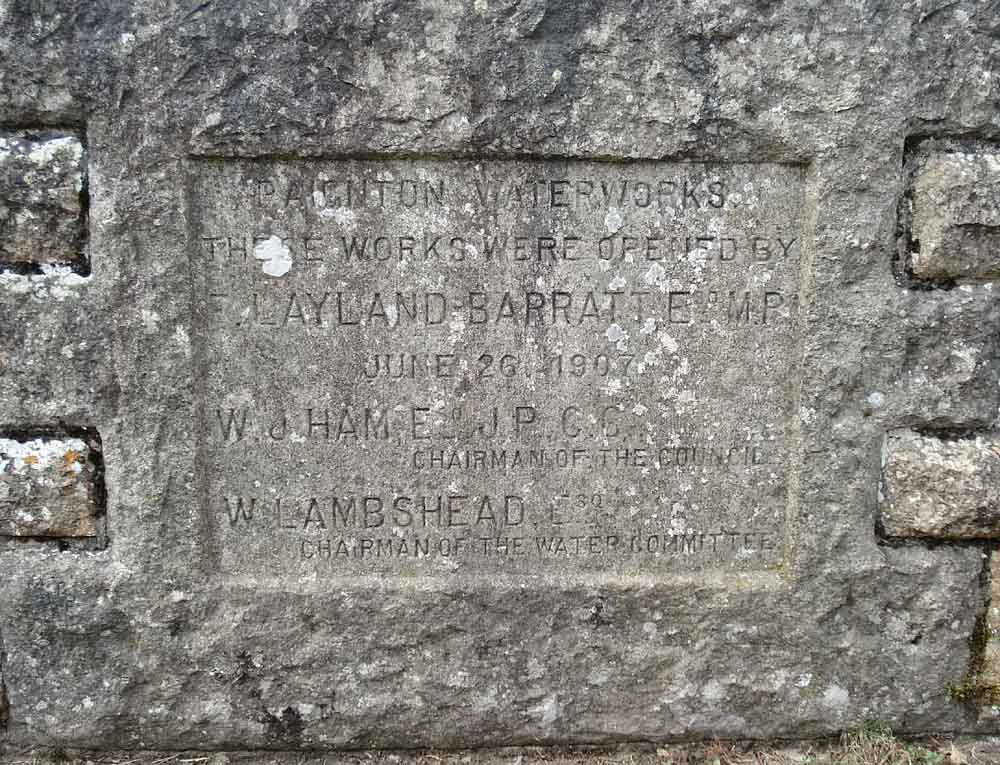 PAIGNTON WATERWORKS.
THESE WORKS WERE OPENED BY
F. LAYLAND-BARRATT. ESQ M.P.
JUNE 26. 1907.
W. J. HAM, ESQ J.P., C.C.
CHAIRMAN OF THE COUNCIL
W. LAMBSHEAD, ESQ.
CHAIRMAN OF THE WATER COMMITTEE